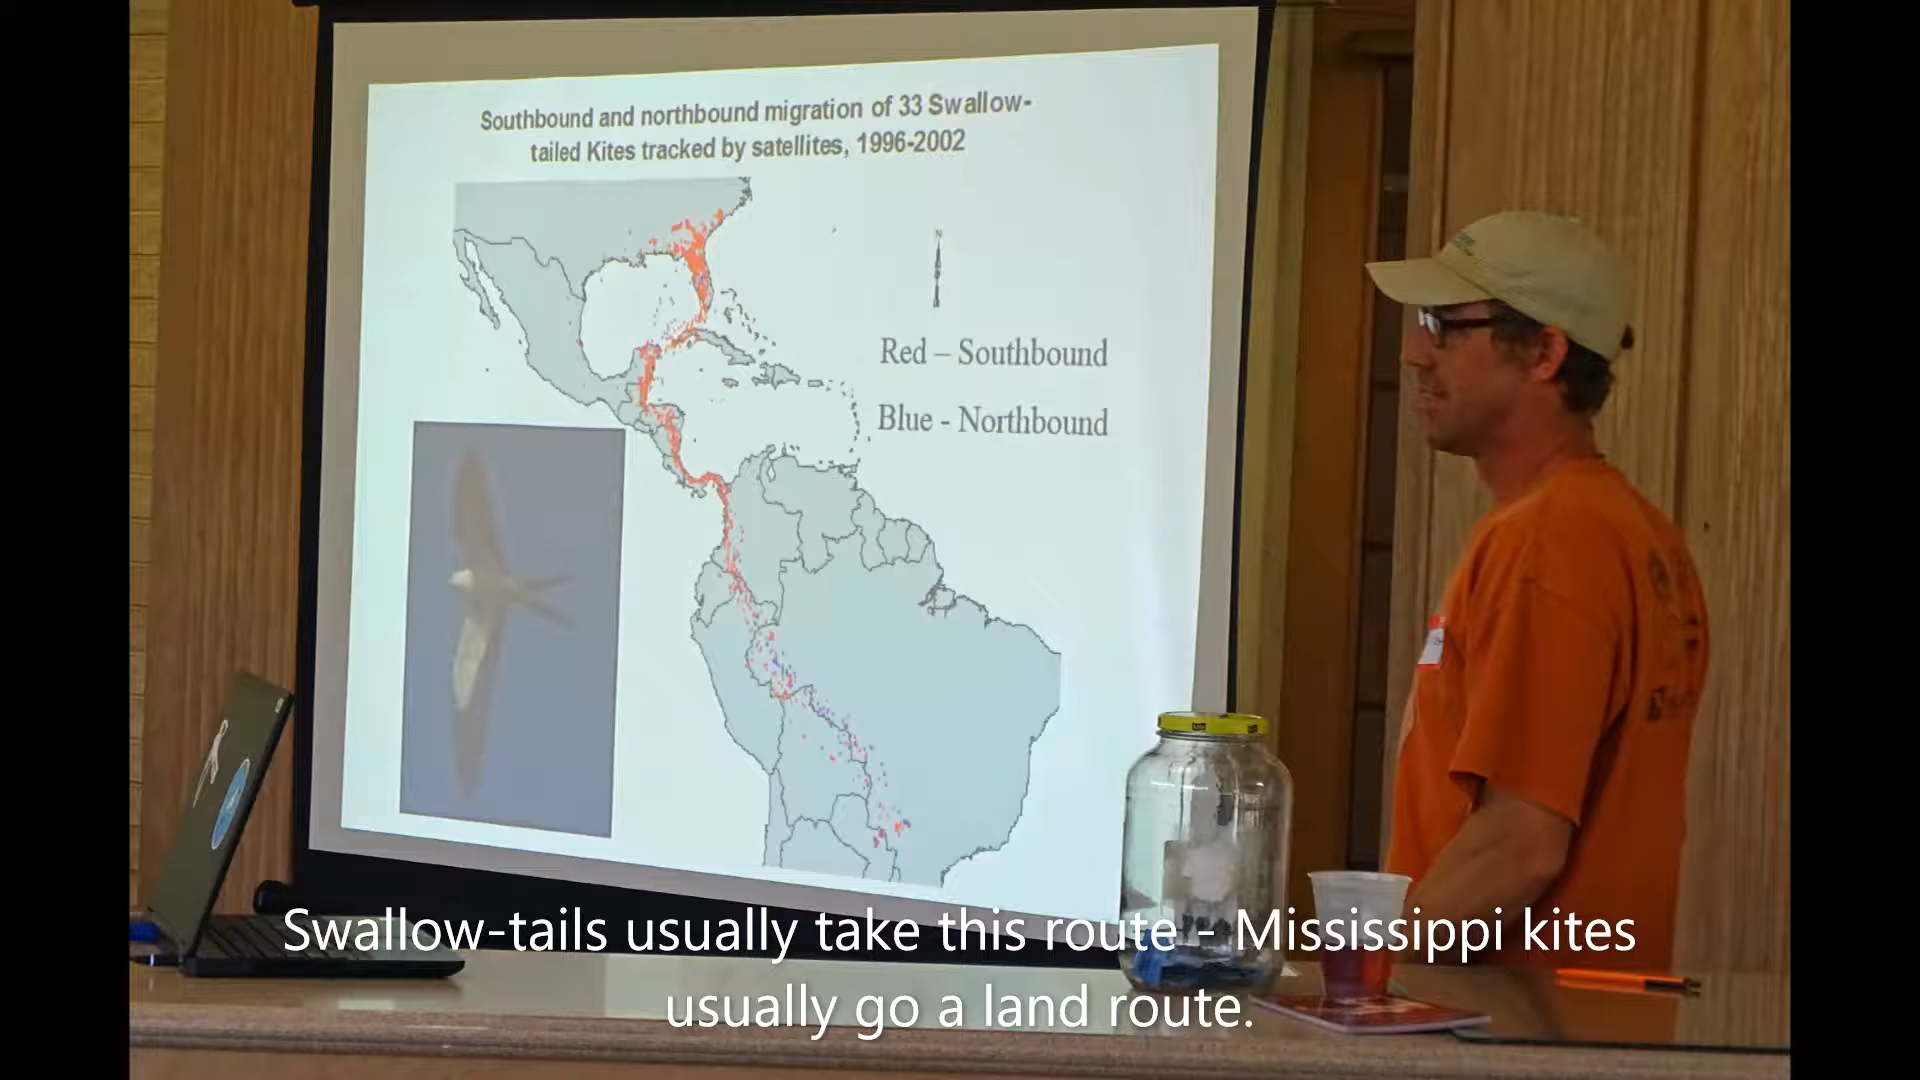 Southbound and northbound migration of 33 Swallow-
tailed Kites tracked by satellites, 1996-2002
N
Red – Southbound
Blue - Northbound
Swallow-tails usually take this route - Mississippi kites
usually go a land route.